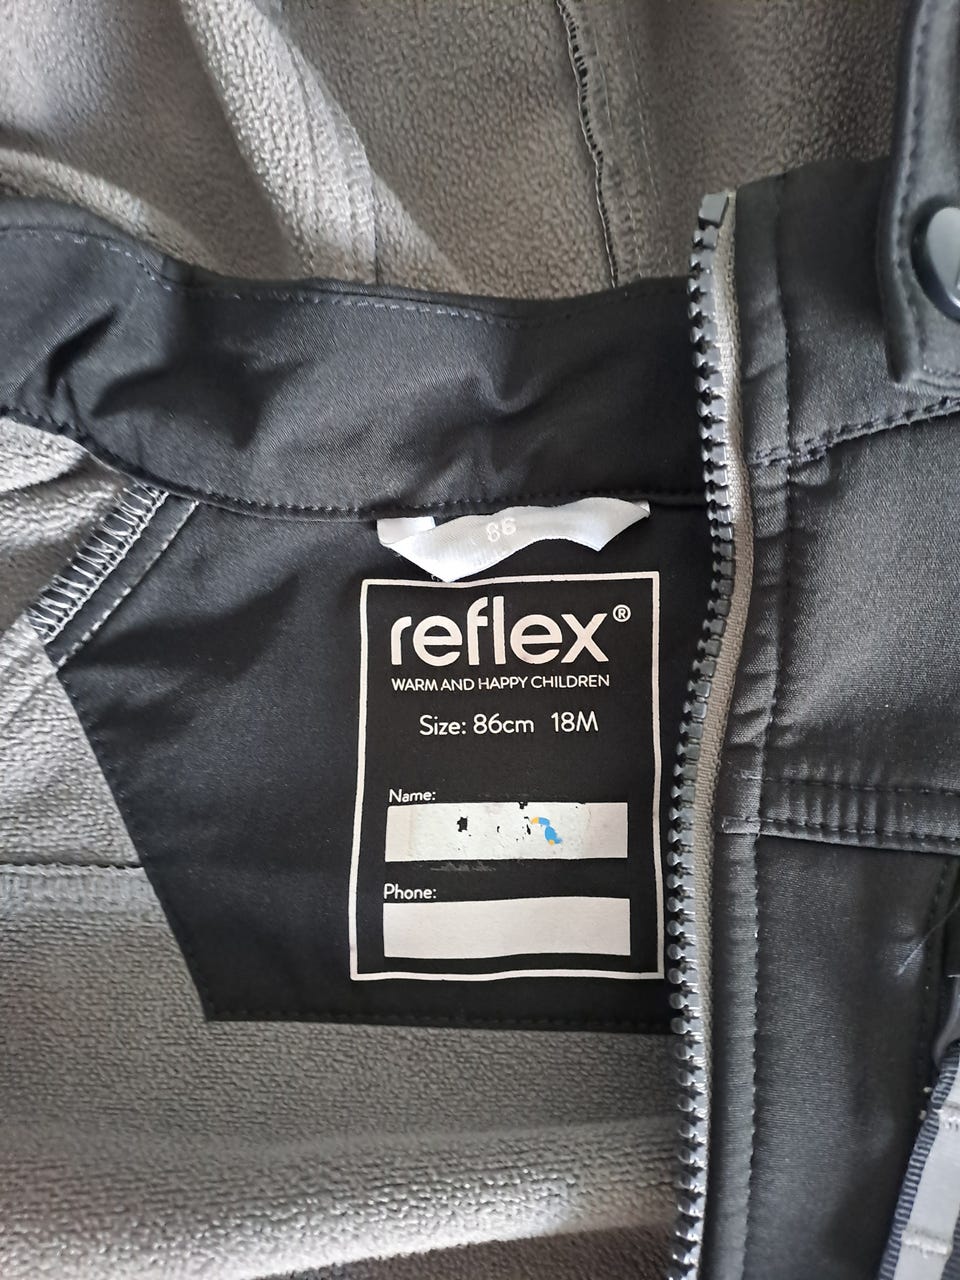 86
reflex®
WARM AND HAPPY CHILDREN
Size: 86cm 18M
Name:
Phone: